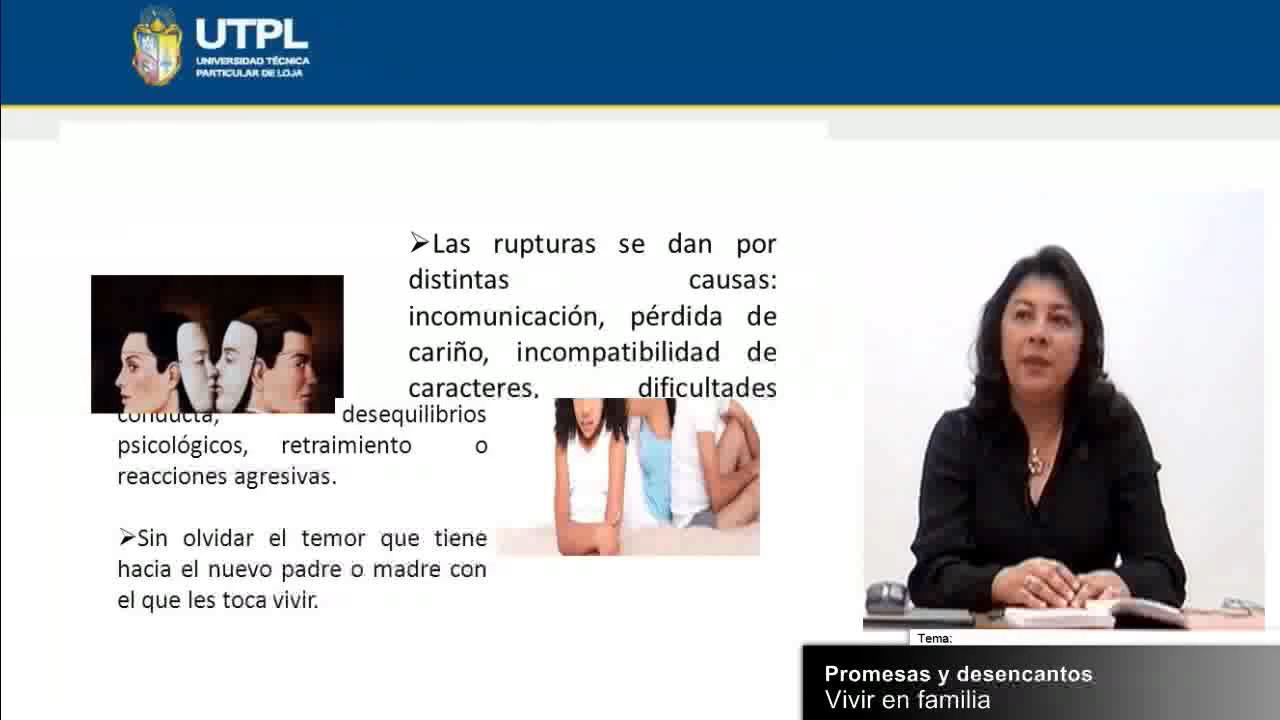 UTPL
UNIVERSIDAD TÉCNICA
PARTICULAR DE LOJA
➢Las rupturas se dan por
distintas causas:
incomunicación, pérdida de
cariño, incompatibilidad de
caracteres, dificultades
conducta, desequilibrios
psicológicos, retraimiento o
reacciones agresivas.
➢Sin olvidar el temor que tiene
hacia el nuevo padre o madre con
el que les toca vivir.
Tema:
Promesas y desencantos
Vivir en familia